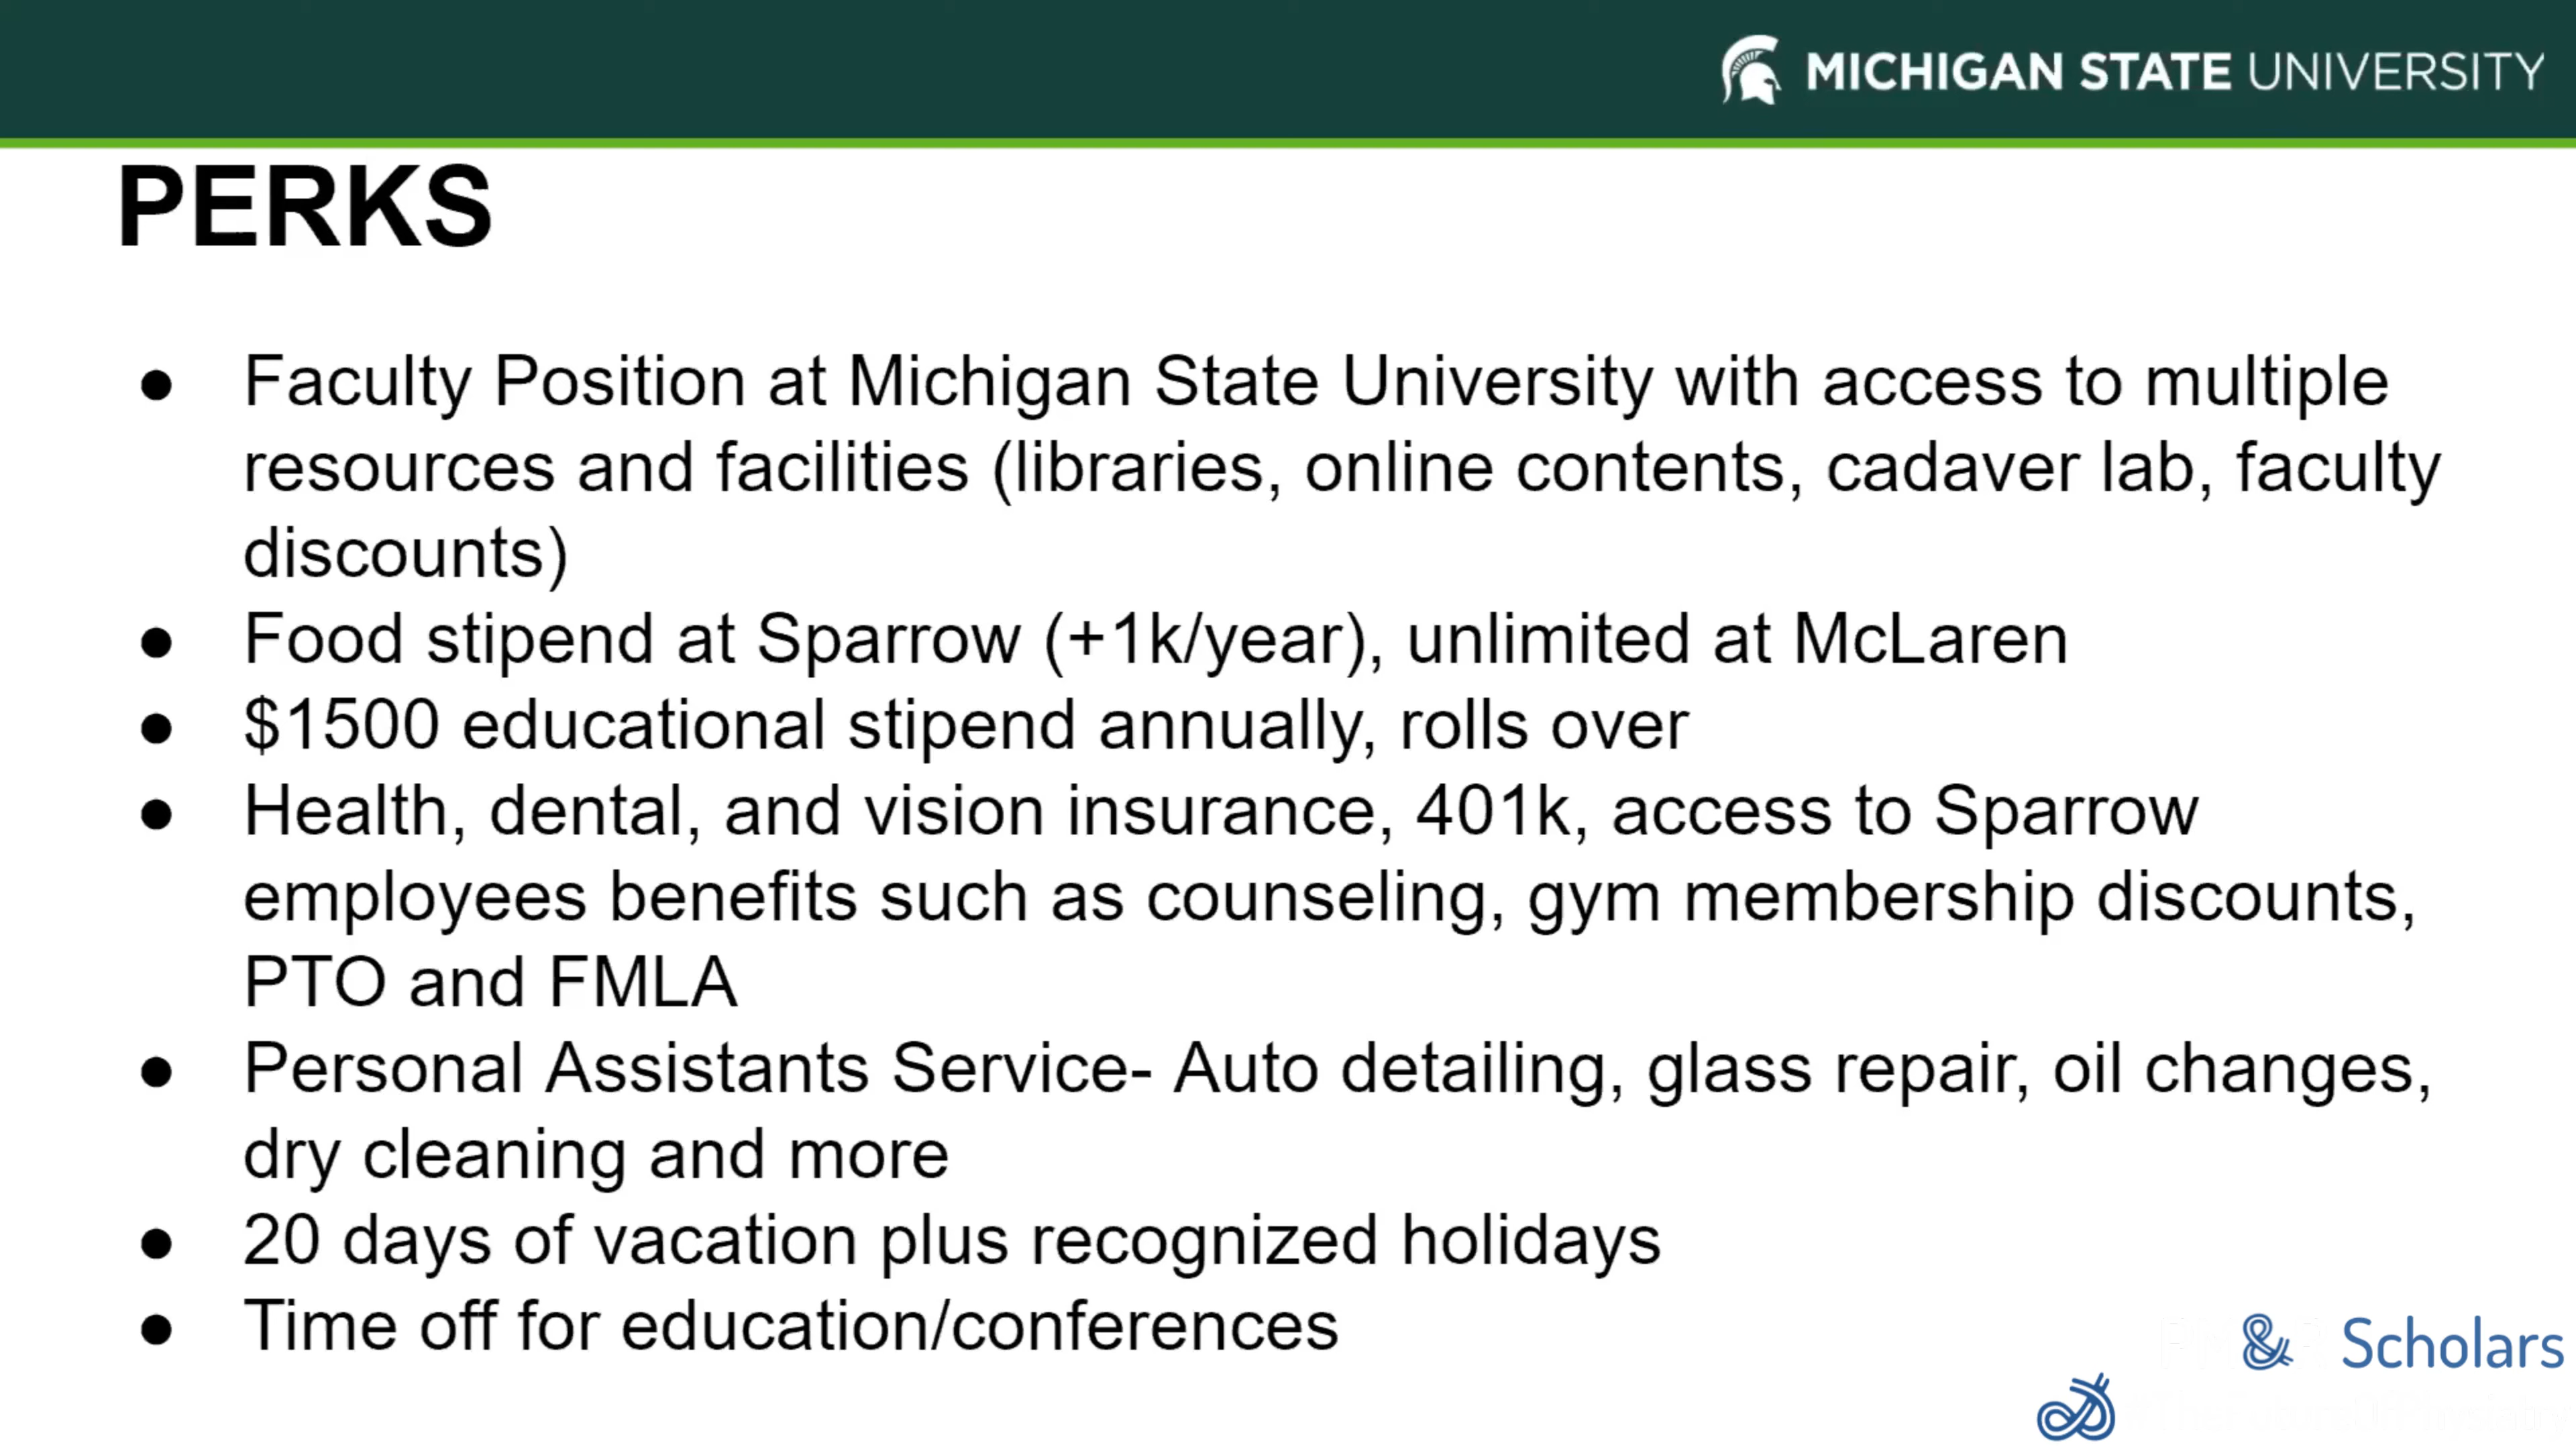 MICHIGAN STATE UNIVERSITY
PERKS
● Faculty Position at Michigan State University with access to multiple
resources and facilities (libraries, online contents, cadaver lab, faculty
discounts)
● Food stipend at Sparrow (+1k/year), unlimited at McLaren
● $1500 educational stipend annually, rolls over
● Health, dental, and vision insurance, 401k, access to Sparrow
employees benefits such as counseling, gym membership discounts,
PTO and FMLA
● Personal Assistants Service- Auto detailing, glass repair, oil changes,
dry cleaning and more
● 20 days of vacation plus recognized holidays
● Time off for education/conferences
& Scholars